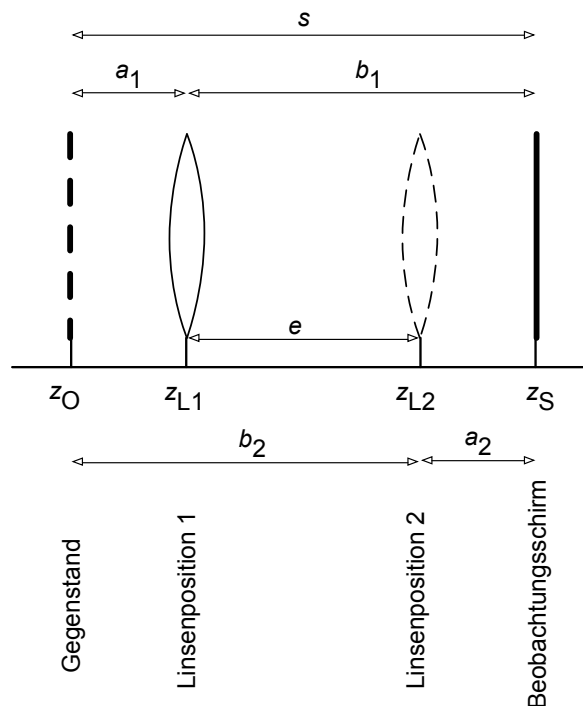 s
a1 b1
e
zO zL1 zL2 zS
b2 a2
Gegenstand
Linsenposition 1
Linsenposition 2
Beobachtungsschirm